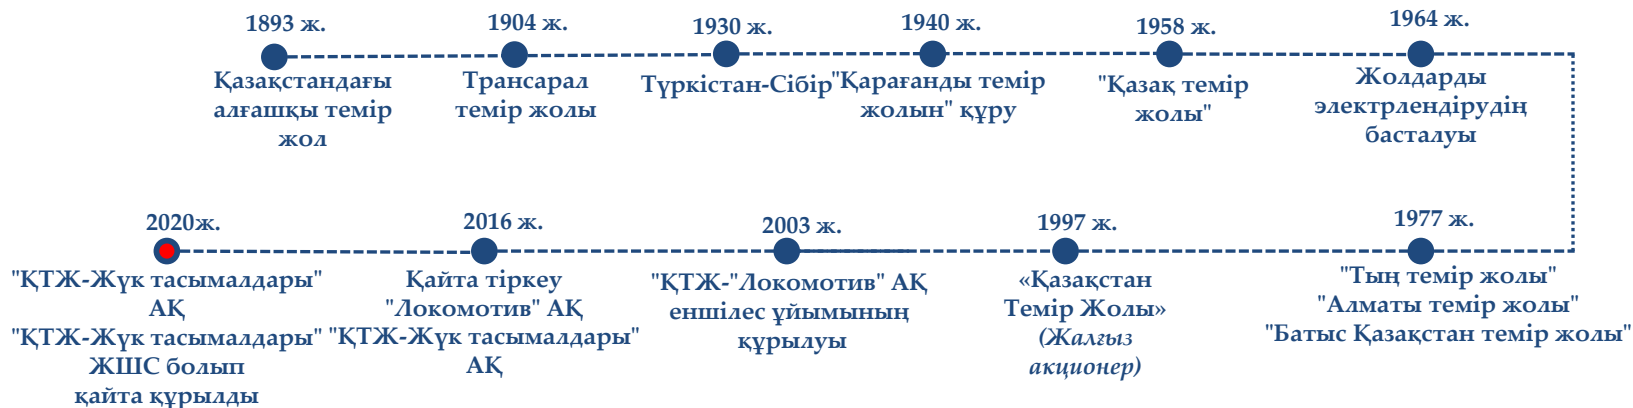 1893 ж.
Қазақстандағы
алғашқы темір
жол
1904 ж.
Трансарал
темір жолы
1930 ж.
Түркістан-Сібір
1940 ж.
"Қарағанды темір
жолын" құру
1958 ж.
"Қазақ темір
жолы"
1964 ж.
Жолдарды
электрлендірудің
басталуы
1977 ж.
"Тың темір жолы"
"Алматы темір жолы"
"Батыс Қазақстан темір жолы"
1997 ж.
«Қазақстан
Темір Жолы»
(Жалғыз
акционер)
2003 ж.
"ҚТЖ-"Локомотив" АҚ
еншілес ұйымының
құрылуы
2016 ж.
Қайта тіркеу
"Локомотив" АҚ
"ҚТЖ-Жүк тасымалдары"
АҚ
2020ж.
"ҚТЖ-Жүк тасымалдары"
АҚ
"ҚТЖ-Жүк тасымалдары"
ЖШС болып
қайта құрылды